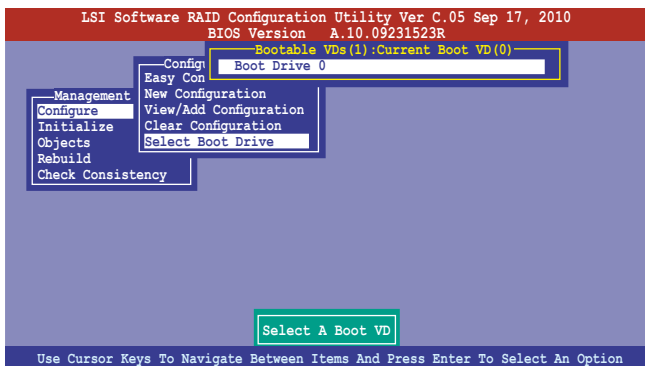 LSI Software RAID Configuration Utility Ver C.05 Sep 17, 2010
BIOS Version A.10.09231523R
Bootable VDs(1):Current Boot VD(0)
Boot Drive 0
Configu
Easy Con
New Configuration
View/Add Configuration
Clear Configuration
Select Boot Drive
Management
Configure
Initialize
Objects
Rebuild
Check Consistency
Select A Boot VD
Use Cursor Keys To Navigate Between Items And Press Enter To Select An Option